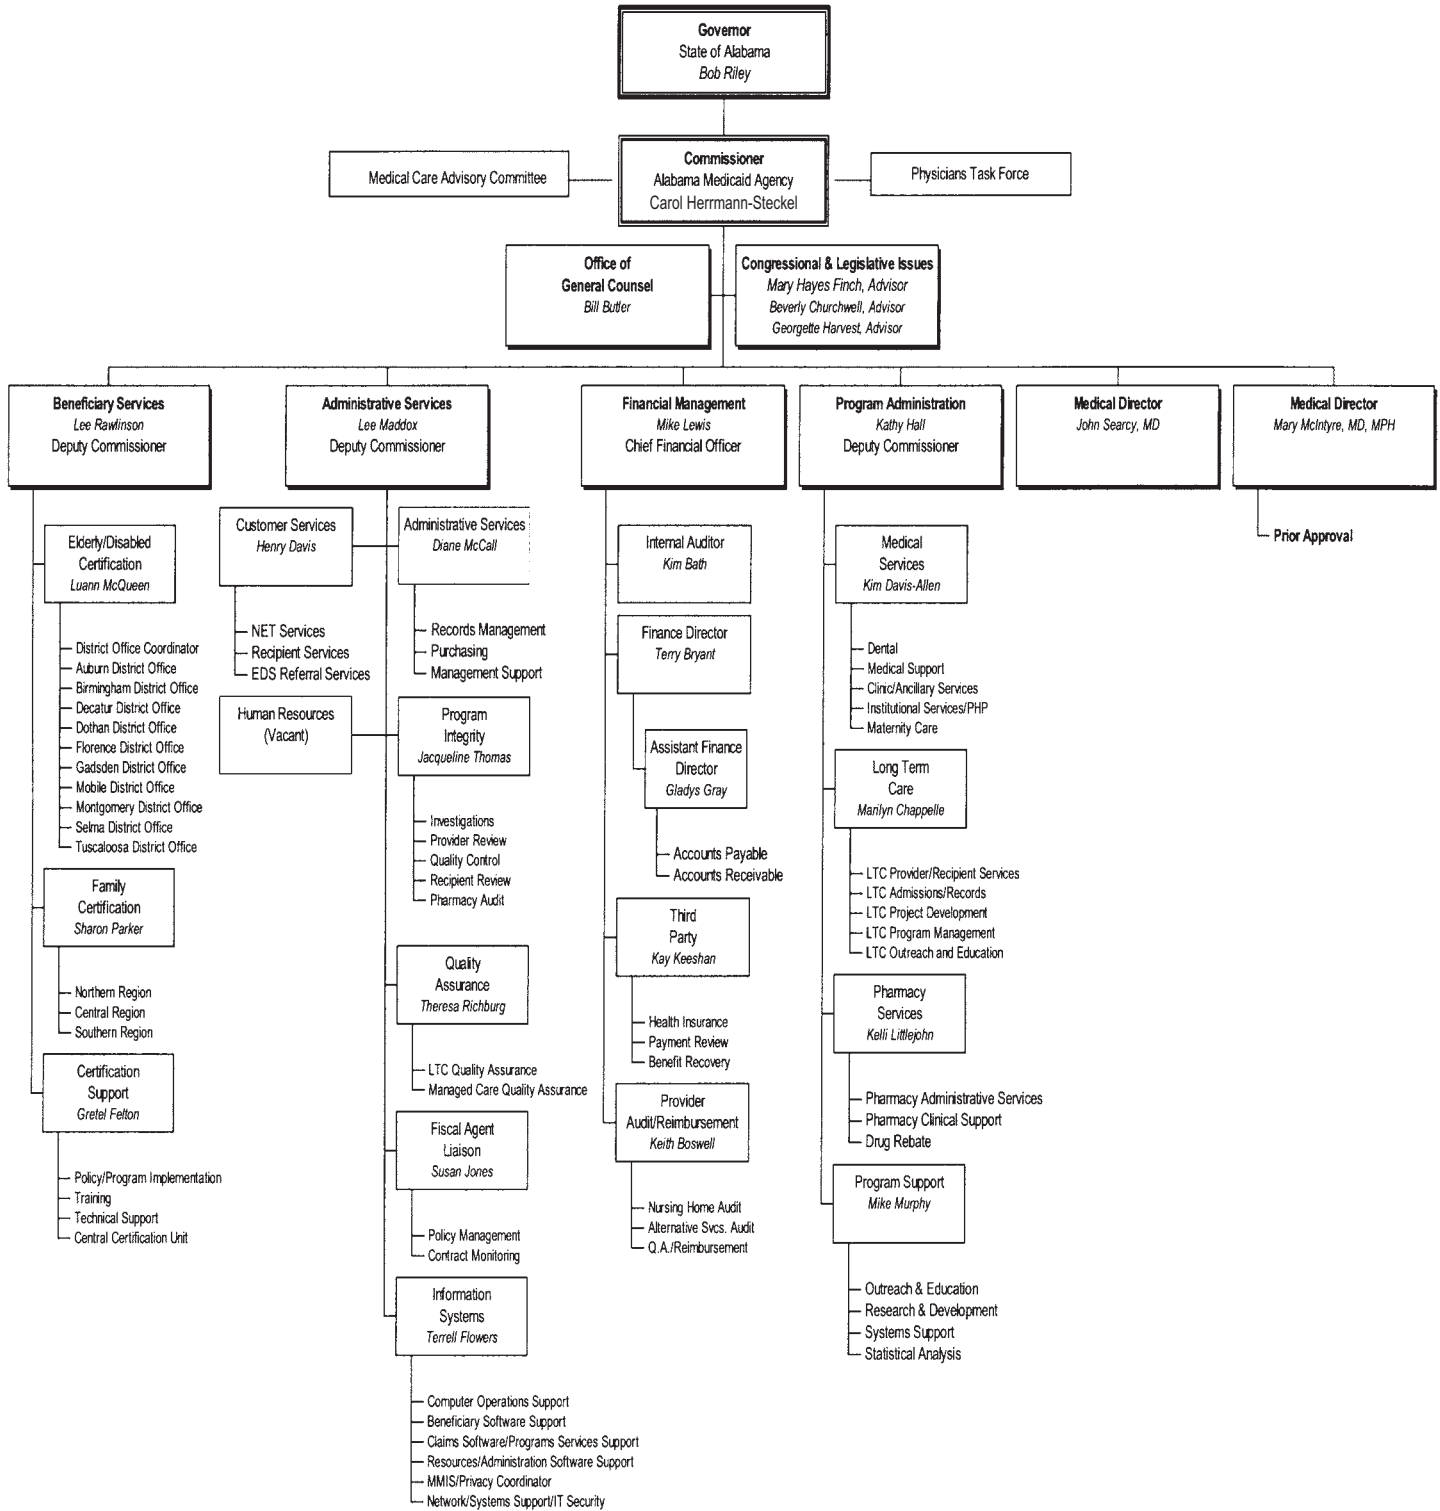 Governor
State of Alabama
Bob Riley
Medical Care Advisory Committee
Commissioner
Alabama Medicaid Agency
Carol Herrmann-Steckel
Physicians Task Force
Office of
General Counsel
Bill Butler
Congressional & Legislative Issues
Mary Hayes Finch, Advisor
Beverly Churchwell, Advisor
Georgette Harvest, Advisor
Beneficiary Services
Lee Rawlinson
Deputy Commissioner
Administrative Services
Lee Maddox
Deputy Commissioner
Financial Management
Mike Lewis
Chief Financial Officer
Program Administration
Kathy Hall
Deputy Commissioner
Medical Director
John Searcy, MD
Medical Director
Mary McIntyre, MD, MPH
Prior Approval
Elderly/Disabled
Certification
Luann McQueen
District Office Coordinator
Auburn District Office
Birmingham District Office
Decatur District Office
Dothan District Office
Florence District Office
Gadsden District Office
Mobile District Office
Montgomery District Office
Selma District Office
Tuscaloosa District Office
Family
Certification
Sharon Parker
Northern Region
Central Region
Southern Region
Certification
Support
Gretel Felton
Policy/Program Implementation
Training
Technical Support
Central Certification Unit
Customer Services
Henry Davis
NET Services
Recipient Services
EDS Referral Services
Human Resources
(Vacant)
Administrative Services
Diane McCall
Records Management
Purchasing
Management Support
Program
Integrity
Jacqueline Thomas
Investigations
Provider Review
Quality Control
Recipient Review
Pharmacy Audit
Quality
Assurance
Theresa Richburg
LTC Quality Assurance
Managed Care Quality Assurance
Fiscal Agent
Liaison
Susan Jones
Policy Management
Contract Monitoring
Information
Systems
Terrell Flowers
Computer Operations Support
Beneficiary Software Support
Claims Software/Programs Services Support
Resources/Administration Software Support
MMIS/Privacy Coordinator
Network/Systems Support/IT Security
Internal Auditor
Kim Bath
Finance Director
Terry Bryant
Assistant Finance
Director
Gladys Gray
Accounts Payable
Accounts Receivable
Third
Party
Kay Keeshan
Health Insurance
Payment Review
Benefit Recovery
Provider
Audit/Reimbursement
Keith Boswell
Nursing Home Audit
Alternative Svcs. Audit
Q.A./Reimbursement
Medical
Services
Kim Davis-Allen
Dental
Medical Support
Clinic/Ancillary Services
Institutional Services/PHP
Maternity Care
Long Term
Care
Marilyn Chappelle
LTC Provider/Recipient Services
LTC Admissions/Records
LTC Project Development
LTC Program Management
LTC Outreach and Education
Pharmacy
Services
Kelli Littlejohn
Pharmacy Administrative Services
Pharmacy Clinical Support
Drug Rebate
Program Support
Mike Murphy
Outreach & Education
Research & Development
Systems Support
Statistical Analysis